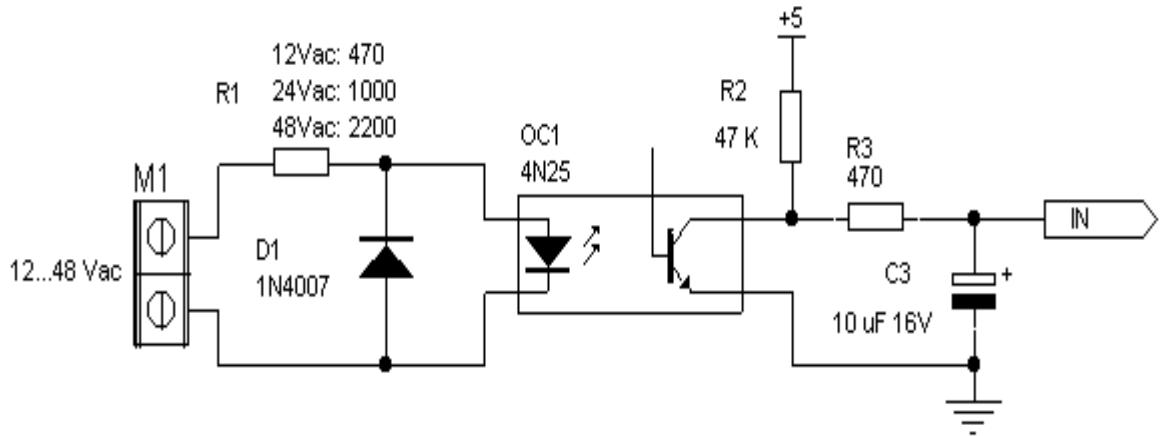 +5
12Vac: 470
R1
24Vac: 1000
48Vac: 2200
R2
47 K
OC1
4N25
R3
470
M1
IN
D1
1N4007
12...48 Vac
C3
+
10 uF 16V